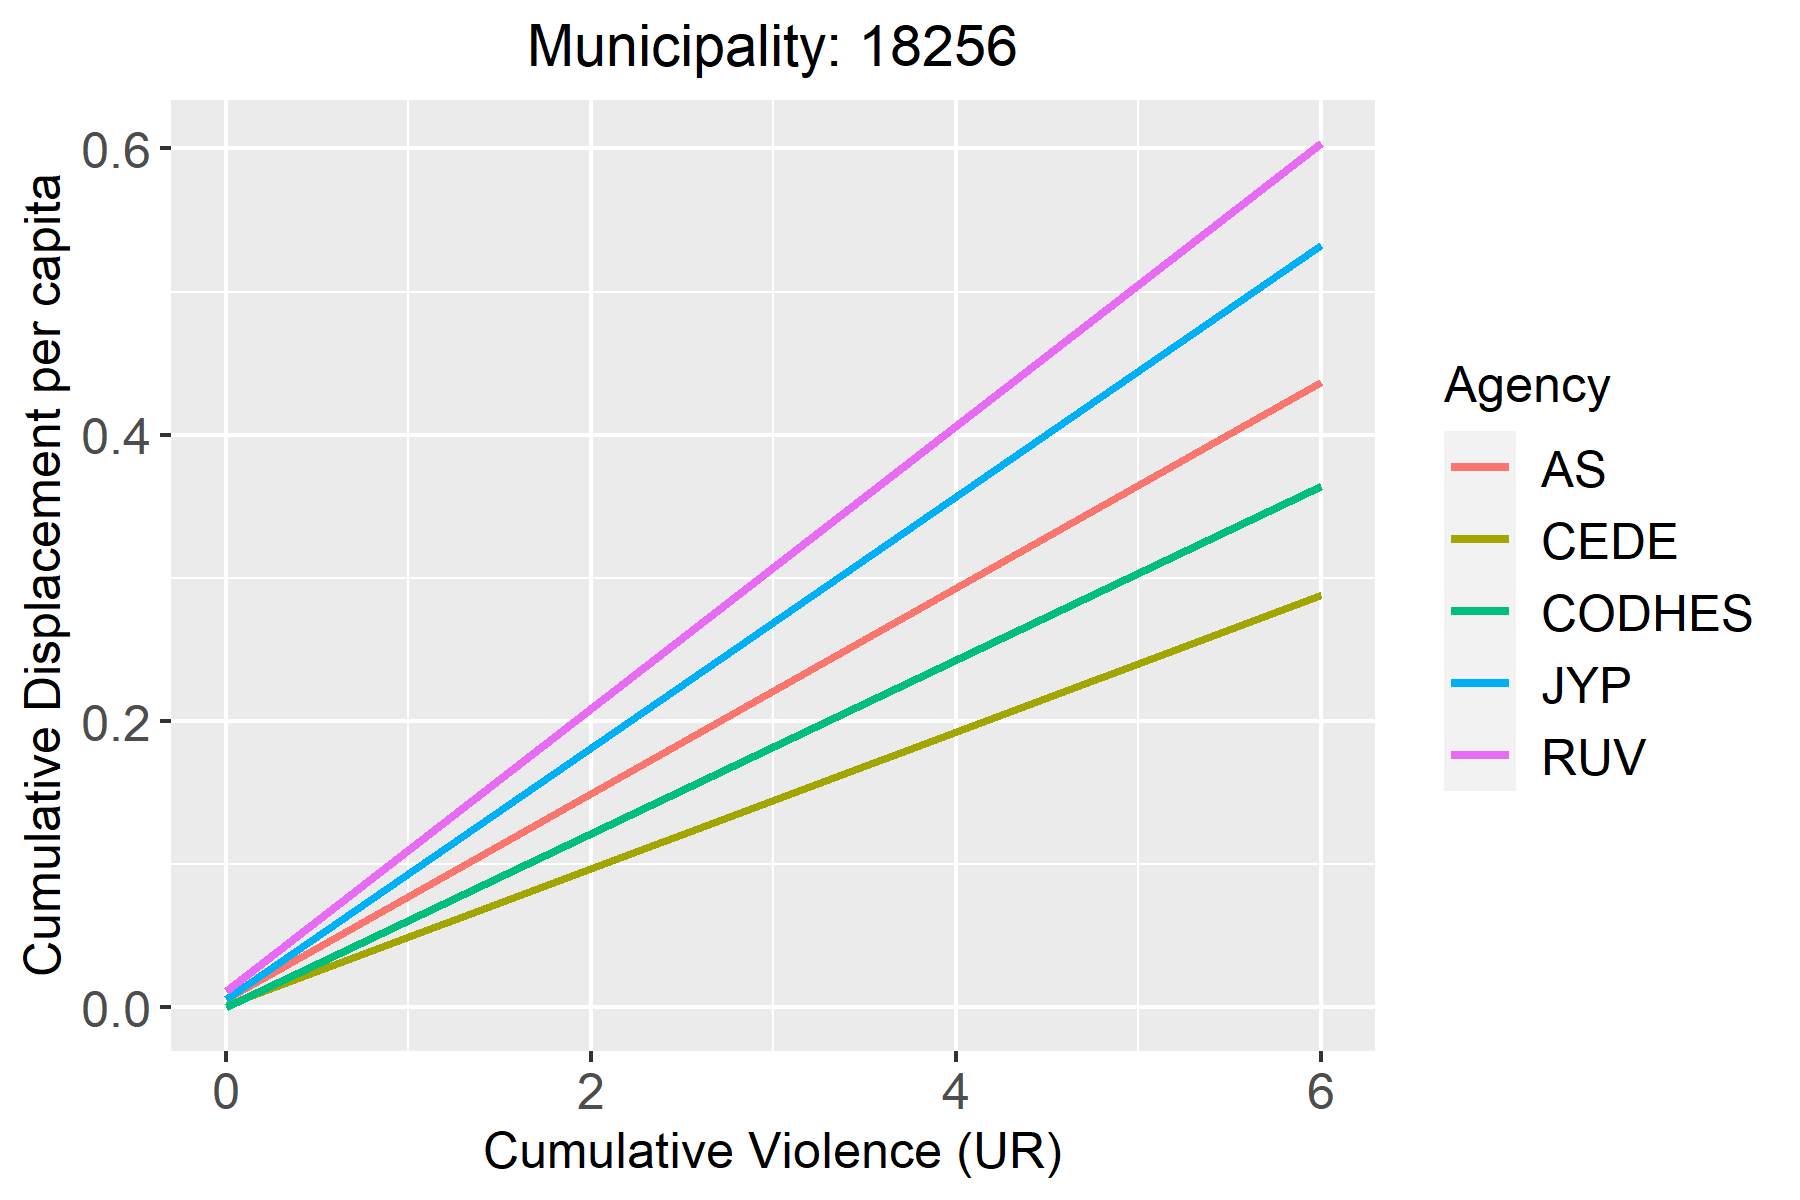 Municipality: 18256
Cumulative Displacement per capita
0.6
0.4
0.2
0.0
0 2 4 6
Cumulative Violence (UR)
Agency
AS
CEDE
CODHES
JYP
RUV